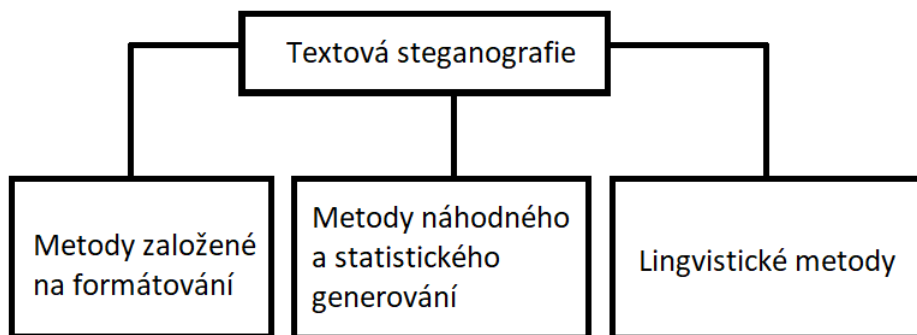 Textová steganografie
Metody založené
na formátování
Metody náhodného
a statistického
generování
Lingvistické metody